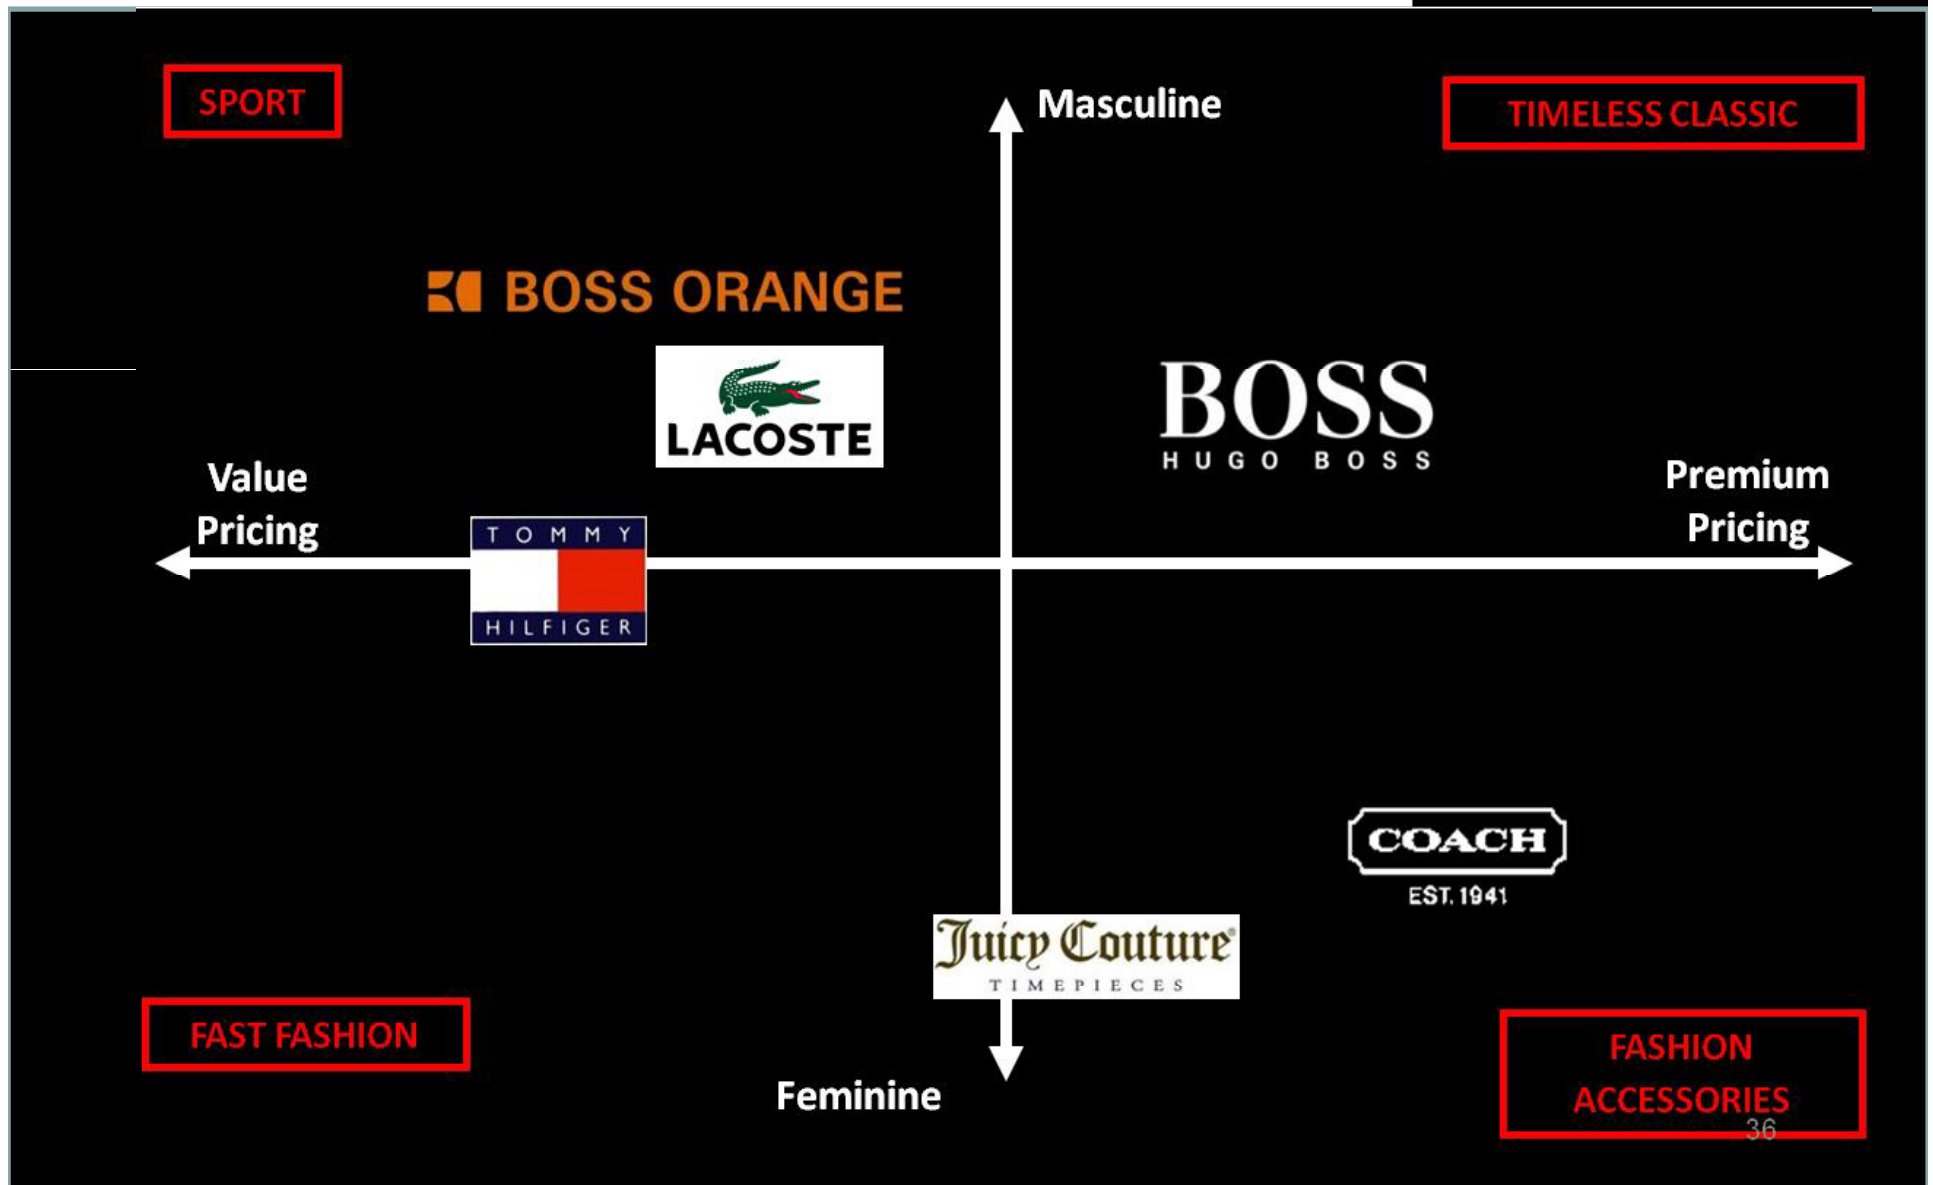 SPORT
Masculine
TIMELESS CLASSIC
BOSS ORANGE
LACOSTE
BOSS
HUGO BOSS
Value
Pricing
Premium
Pricing
TOMMY
HILFIGER
COACH
EST. 1941
Juicy Couture®
TIMEPIECES
FAST FASHION
Feminine
FASHION
ACCESSORIES
36